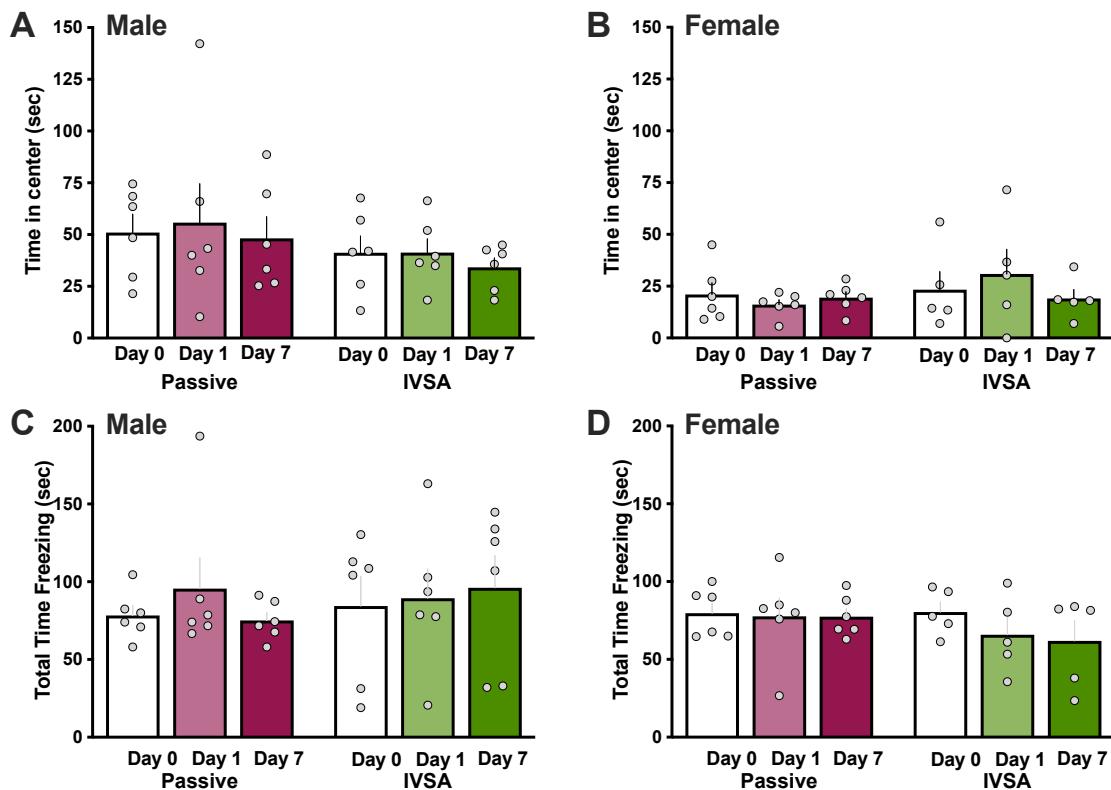 A Male
Time in center (sec)
150
125
100
75
50
25
0
Day 0 Day 1 Day 7 Day 0 Day 1 Day 7
Passive IVSA
B Female
Time in center (sec)
150
125
100
75
50
25
0
Day 0 Day 1 Day 7 Day 0 Day 1 Day 7
Passive IVSA
C Male
Total Time Freezing (sec)
200
150
100
50
0
Day 0 Day 1 Day 7 Day 0 Day 1 Day 7
Passive IVSA
D Female
Total Time Freezing (sec)
200
150
100
50
0
Day 0 Day 1 Day 7 Day 0 Day 1 Day 7
Passive IVSA